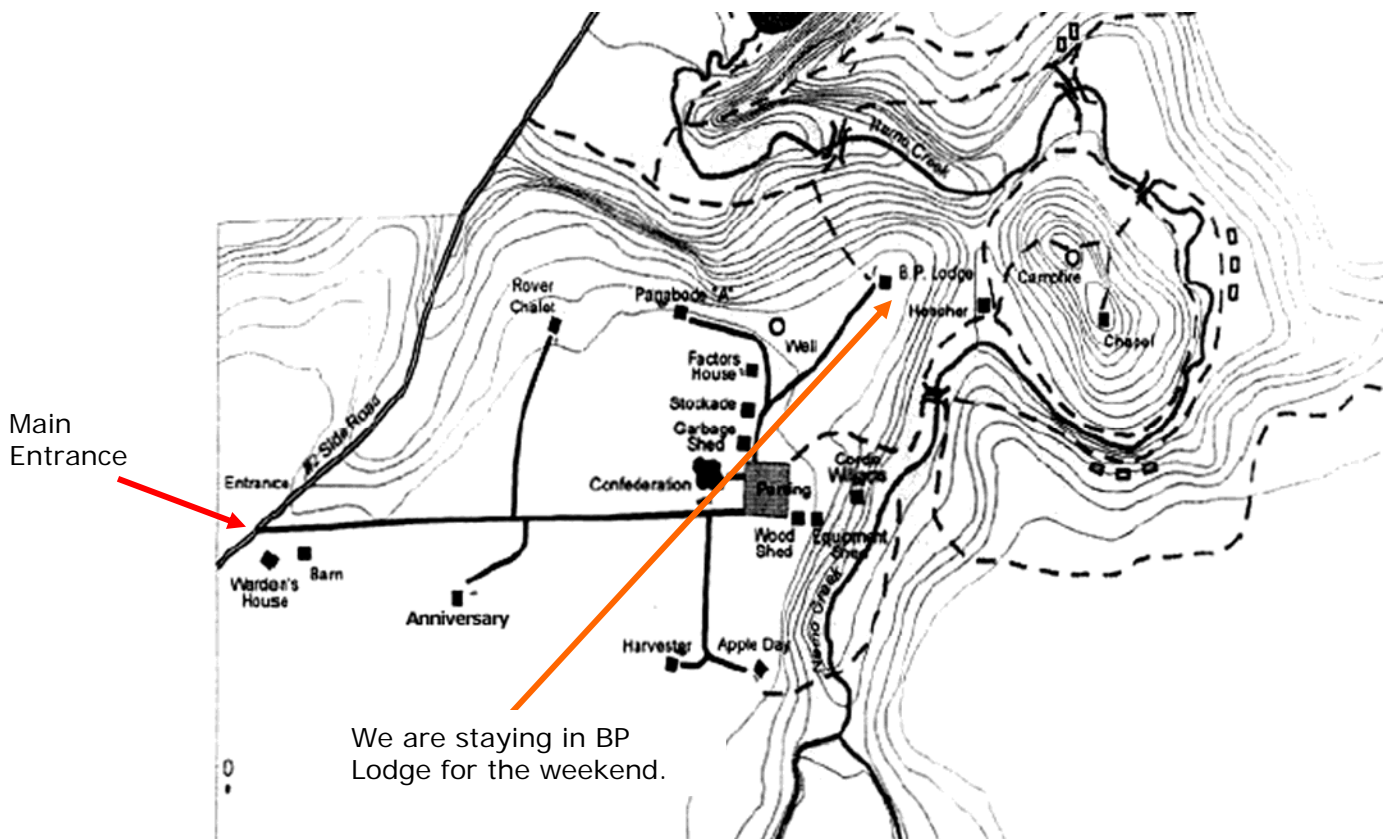 Nemo Creek
B.P. Lodge
Campfire
Rover
Chalet
Panabode "A"
Well
Chapel
Factors
House
Stockade
Garbage
Shed
Side Road
Main
Entrance
Entrance
Confederation
Parking
Wood
Shed
Equipment
Shed
Warden's
House
Barn
Anniversary
Nemo Creek
Harvester
Apple Day
We are staying in BP
Lodge for the weekend.